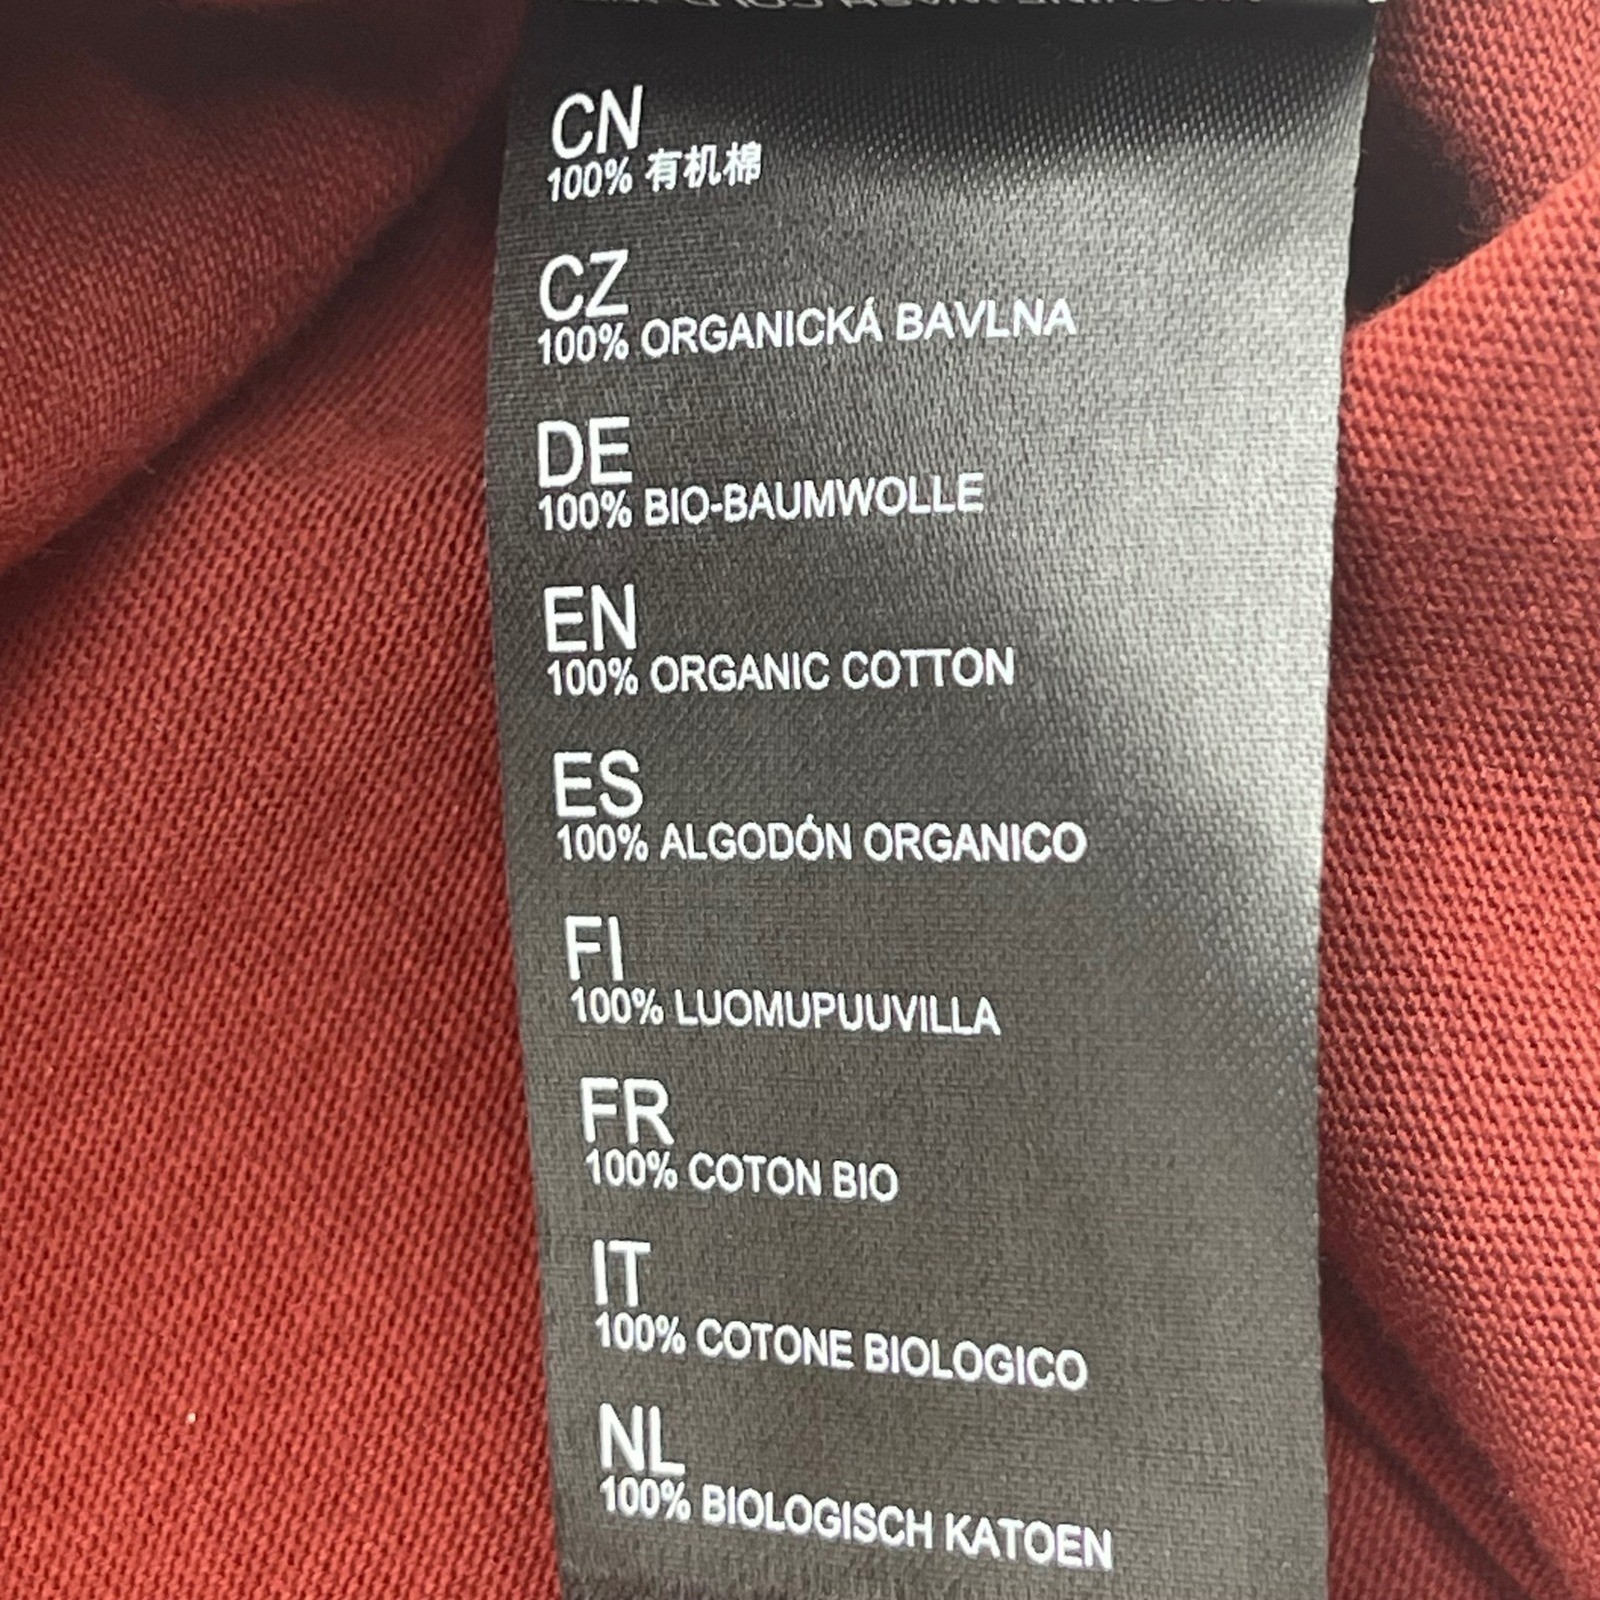 CN
100% 有机棉
CZ
100% ORGANICKÁ BAVLNA
DE
100% BIO-BAUMWOLLE
EN
100% ORGANIC COTTON
ES
100% ALGODÓN ORGANICO
FI
100% LUOMUPUUVILLA
FR
100% COTON BIO
IT
100% COTONE BIOLOGICO
NL
100% BIOLOGISCH KATOEN